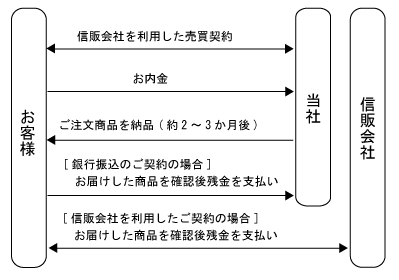 信販会社を利用した売買契約
お内金
ご注文商品を納品 ( 約２～３か月後 )
[ 銀行振込のご契約の場合 ]
お届けした商品を確認後残金を支払い
[ 信販会社を利用したご契約の場合 ]
お届けした商品を確認後残金を支払い
お客様
当社
信販会社